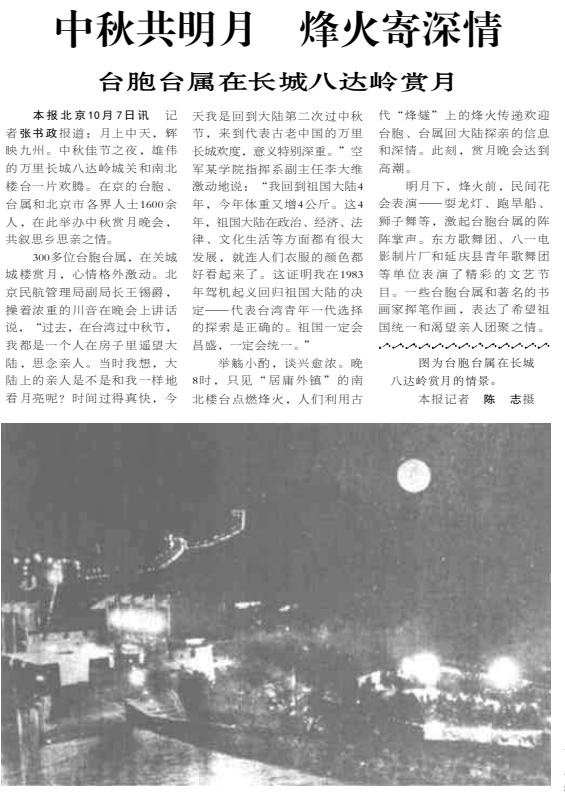 中秋共明月　烽火寄深情
台胞台属在长城八达岭赏月
本报北京10月7日讯　记
者张书政报道：月上中天，辉
映九州。中秋佳节之夜，雄伟
的万里长城八达岭城关和南北
楼台一片欢腾。在京的台胞、
台属和北京市各界人士1600余
人，在此举办中秋赏月晚会，
共叙思乡思亲之情。
300多位台胞台属，在关城
城楼赏月，心情格外激动。北
京民航管理局副局长王锡爵，
操着浓重的川音在晚会上讲话
说，“过去，在台湾过中秋节，
我都是一个人在房子里遥望大
陆，思念亲人。当时我想，大
陆上的亲人是不是和我一样地
看月亮呢？时间过得真快，今
天我是回到大陆第二次过中秋
节，来到代表古老中国的万里
长城欢度，意义特别深重。”空
军某学院指挥系副主任李大维
激动地说：“我回到祖国大陆4
年，今年体重又增4公斤。这4
年，祖国大陆在政治、经济、法
律、文化生活等方面都有很大
发展，就连人们衣服的颜色都
好看起来了。这证明我在1983
年驾机起义回归祖国大陆的决
定——代表台湾青年一代选择
的探索是正确的。祖国一定会
昌盛，一定会统一。”
举觞小酌，谈兴愈浓。晚
8时，只见“居庸外镇”的南
北楼台点燃烽火，人们利用古
代“烽燧”上的烽火传递欢迎
台胞、台属回大陆探亲的信息
和深情。此刻，赏月晚会达到
高潮。
明月下，烽火前，民间花
会表演——耍龙灯、跑旱船、
狮子舞等，激起台胞台属的阵
阵掌声。东方歌舞团、八一电
影制片厂和延庆县青年歌舞团
等单位表演了精彩的文艺节
目。一些台胞台属和著名的书
画家挥笔作画，表达了希望祖
国统一和渴望亲人团聚之情。
图为台胞台属在长城
八达岭赏月的情景。
本报记者　陈　志摄